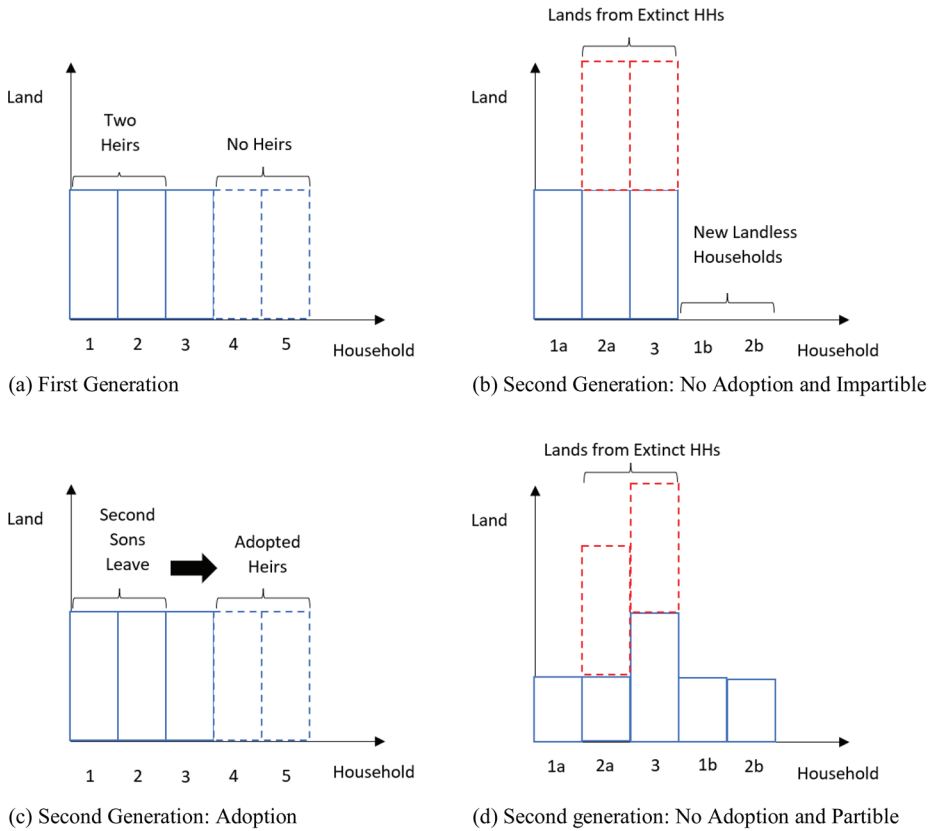 Land
Two
Heirs
No Heirs
1 2 3 4 5 Household
(a) First Generation
Lands from Extinct HHs
Land
New Landless
Households
1a 2a 3 1b 2b
Household
(b) Second Generation: No Adoption and Impartible
Land
Second
Sons
Leave
Adopted
Heirs
1 2 3 4 5 Household
(c) Second Generation: Adoption
Lands from Extinct HHs
Land
1a 2a 3 1b 2b
Household
(d) Second generation: No Adoption and Partible